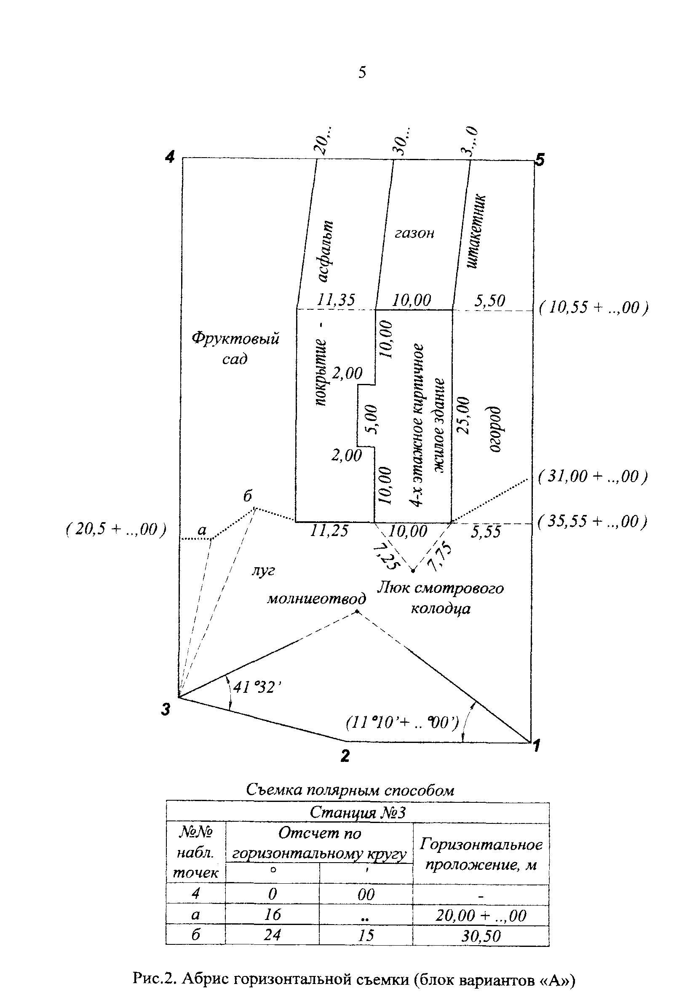 5
20,..
30,..
3.,.0
4
5
асфальт
газон
штакетник
11,35
10,00
5,50
(10,55 + ..,00)
Фруктовый
сад
покрытие -
10,00
2,00
5,00
2,00
10,00
4-х этажное кирпичное
жилое здание
25,00
огород
(31,00 + ..,00)
б
(20,5 + ..,00)
а
11,25
10,00
5,55
(35,55 + ..,00)
7,25
7,75
луг
молниеотвод
Люк смотрового
колодца
41°32’
3
(11°10’+ .. °00’)
2
1
Съемка полярным способом
Станция №3
№№
набл.
точек
Отсчет по
горизонтальному кругу
Горизонтальное
проложение, м
° '
4 0 00 -
а 16 .. 20,00 + ..,00
б 24 15 30,50
Рис.2. Абрис горизонтальной съемки (блок вариантов «А»)